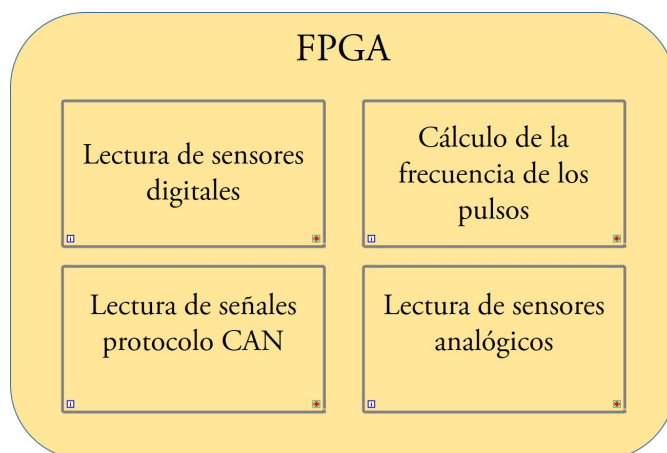 FPGA
Lectura de sensores
digitales
Cálculo de la
frecuencia de los
pulsos
Lectura de señales
protocolo CAN
Lectura de sensores
analógicos